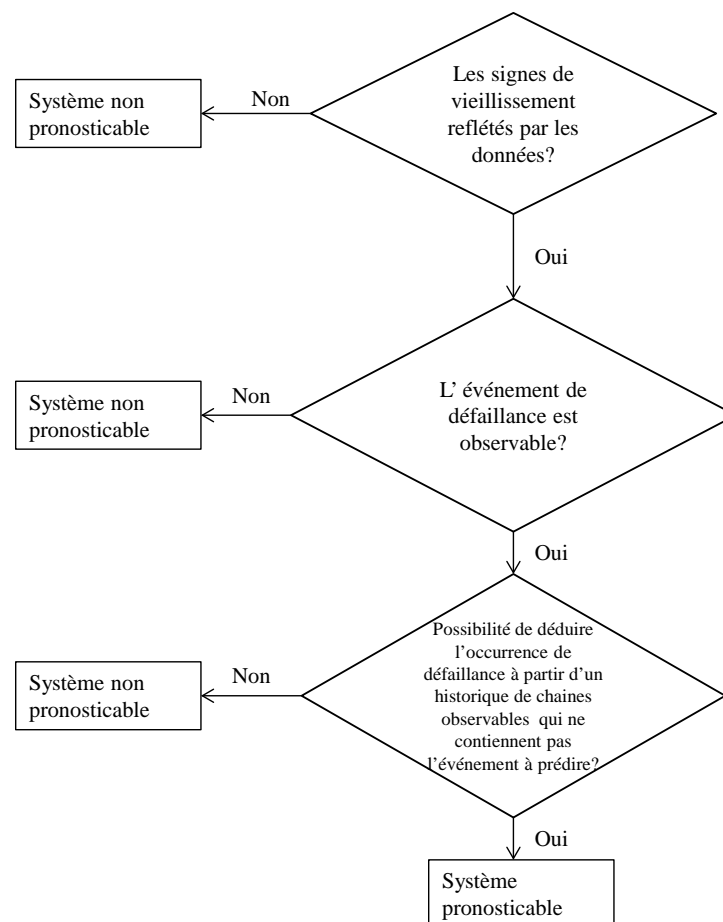 Les signes de
vieillissement
reflétés par les
données?
Non
Système non
pronosticable
Oui
L' événement de
défaillance est
observable?
Non
Système non
pronosticable
Oui
Possibilité de déduire
l'occurrence de
défaillance à partir d'un
historique de chaines
observables qui ne
contiennent pas
l'événement à prédire?
Non
Système non
pronosticable
Oui
Système
pronosticable